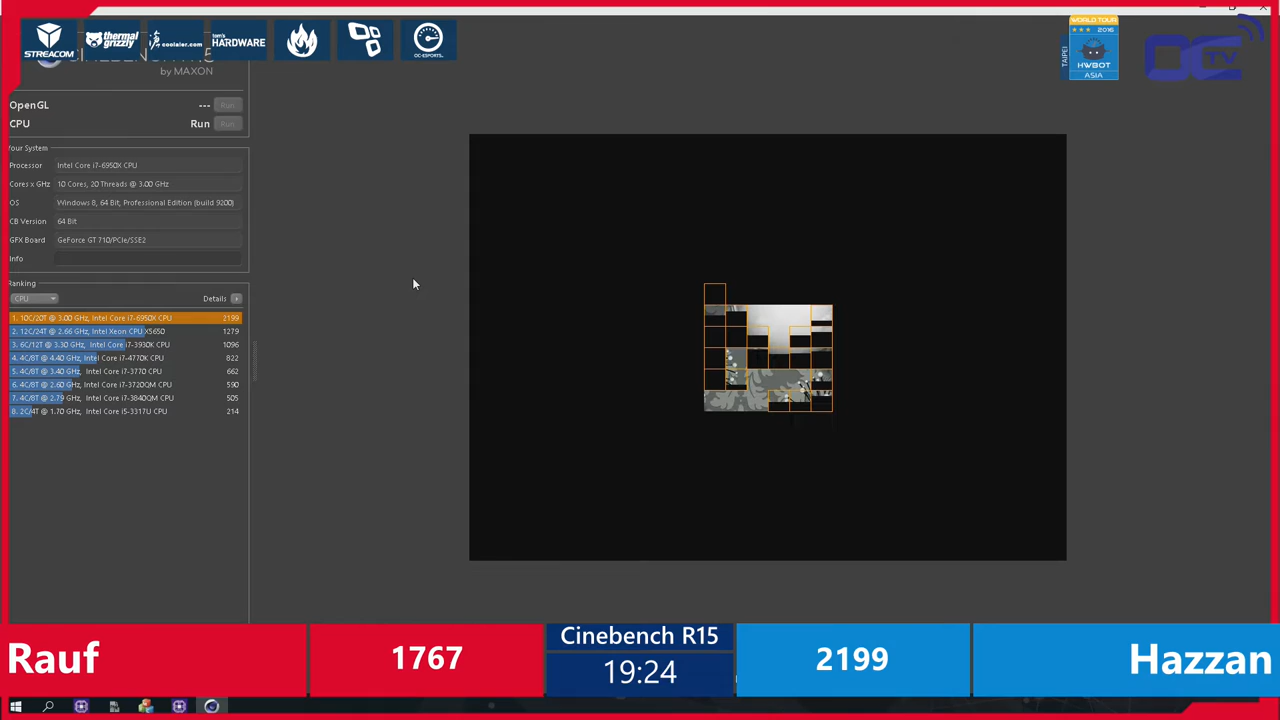 STREACOM
thermal grizzly
coolaler.com
tom's HARDWARE
OC-ESPORTS
WORLD TOUR
2016
TAIPEI
HWBOT
ASIA
OC TV
by MAXON
OpenGL --- Run
CPU Run Run
Your System
Processor Intel Core i7-6950X CPU
Cores x GHz 10 Cores, 20 Threads @ 3.00 GHz
OS Windows 8, 64 Bit, Professional Edition (build 9200)
CB Version 64 Bit
GFX Board GeForce GT 710/PCIe/SSE2
Info
Ranking
CPU Details
1. 10C/20T @ 3.00 GHz, Intel Core i7-6950X CPU 2199
2. 12C/24T @ 2.66 GHz, Intel Xeon CPU X5650 1279
3. 6C/12T @ 3.30 GHz, Intel Core i7-3930K CPU 1096
4. 4C/8T @ 4.40 GHz, Intel Core i7-4770K CPU 822
5. 4C/8T @ 3.40 GHz, Intel Core i7-3770 CPU 662
6. 4C/8T @ 2.60 GHz, Intel Core i7-3720QM CPU 590
7. 4C/8T @ 2.79 GHz, Intel Core i7-3840QM CPU 505
8. 2C/4T @ 1.70 GHz, Intel Core i5-3317U CPU 214
Rauf
1767
Cinebench R15
19:24
2199
Hazzan